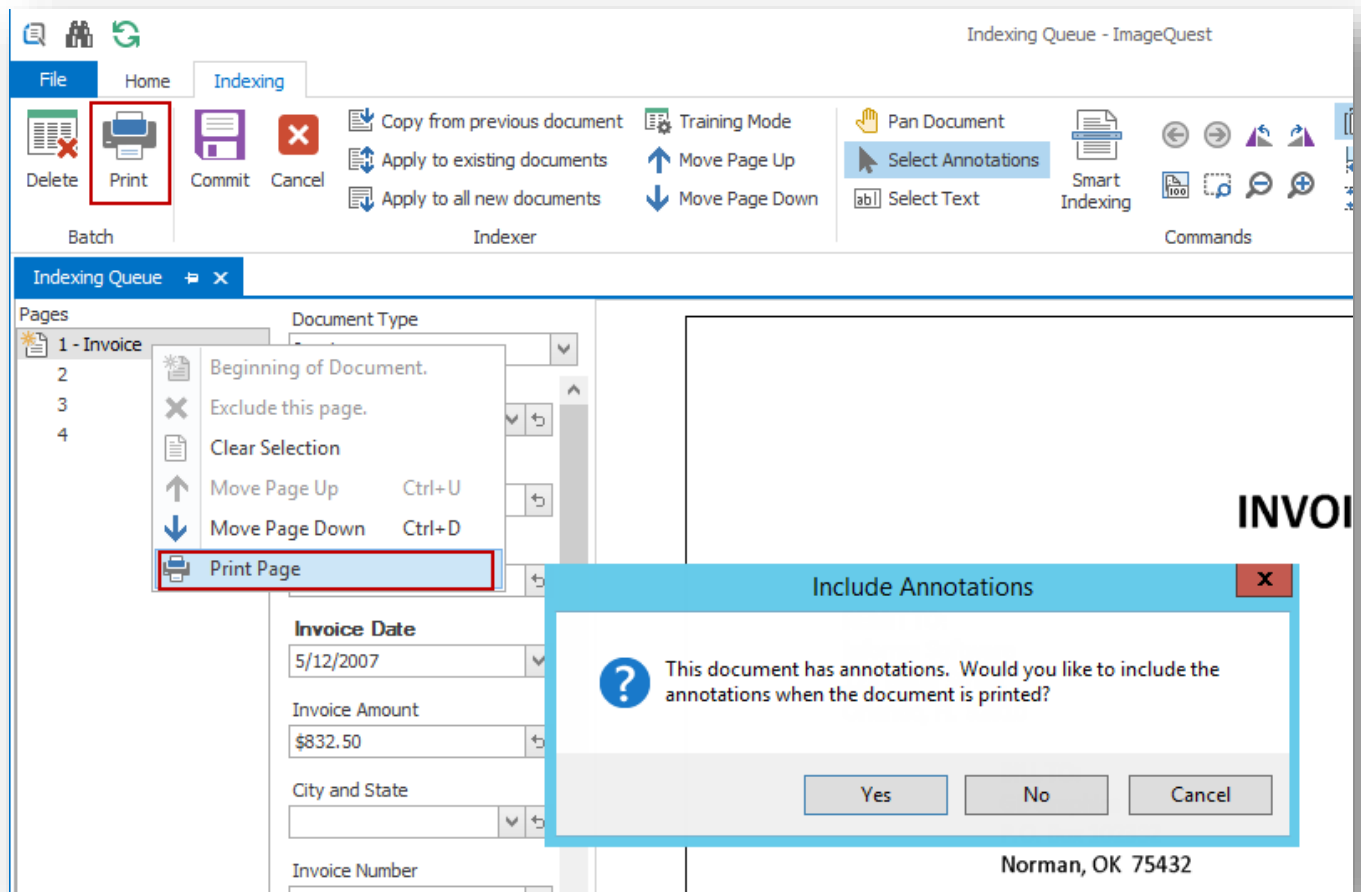 Indexing Queue - ImageQuest
File Home Indexing
Delete
Print
Commit
Cancel
Copy from previous document
Apply to existing documents
Apply to all new documents
Training Mode
Move Page Up
Move Page Down
Pan Document
Select Annotations
Select Text
Smart
Indexing
Batch
Indexer
Commands
Indexing Queue
Pages
1 - Invoice
2
3
4
Document Type
Beginning of Document.
Exclude this page.
Clear Selection
Move Page Up Ctrl+U
Move Page Down Ctrl+D
Print Page
Invoice Date
5/12/2007
Invoice Amount
$832.50
City and State
Invoice Number
INVOI
Include Annotations
This document has annotations. Would you like to include the
annotations when the document is printed?
Yes No Cancel
Norman, OK 75432